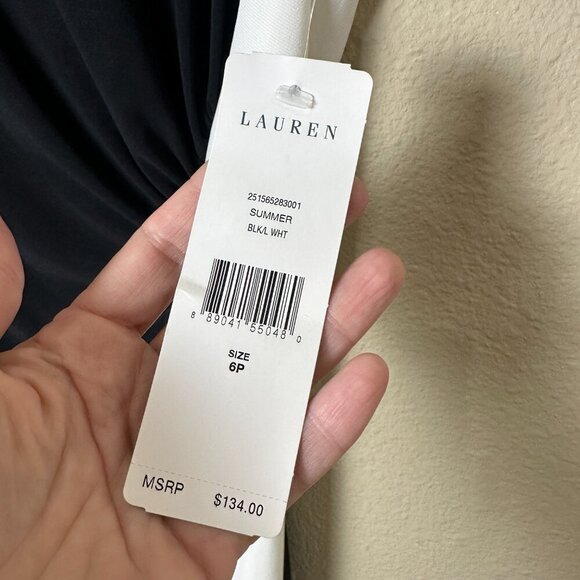 LAUREN
251565283001
SUMMER
BLK/L WHT
8 89041 55048 0
SIZE
6P
MSRP $134.00